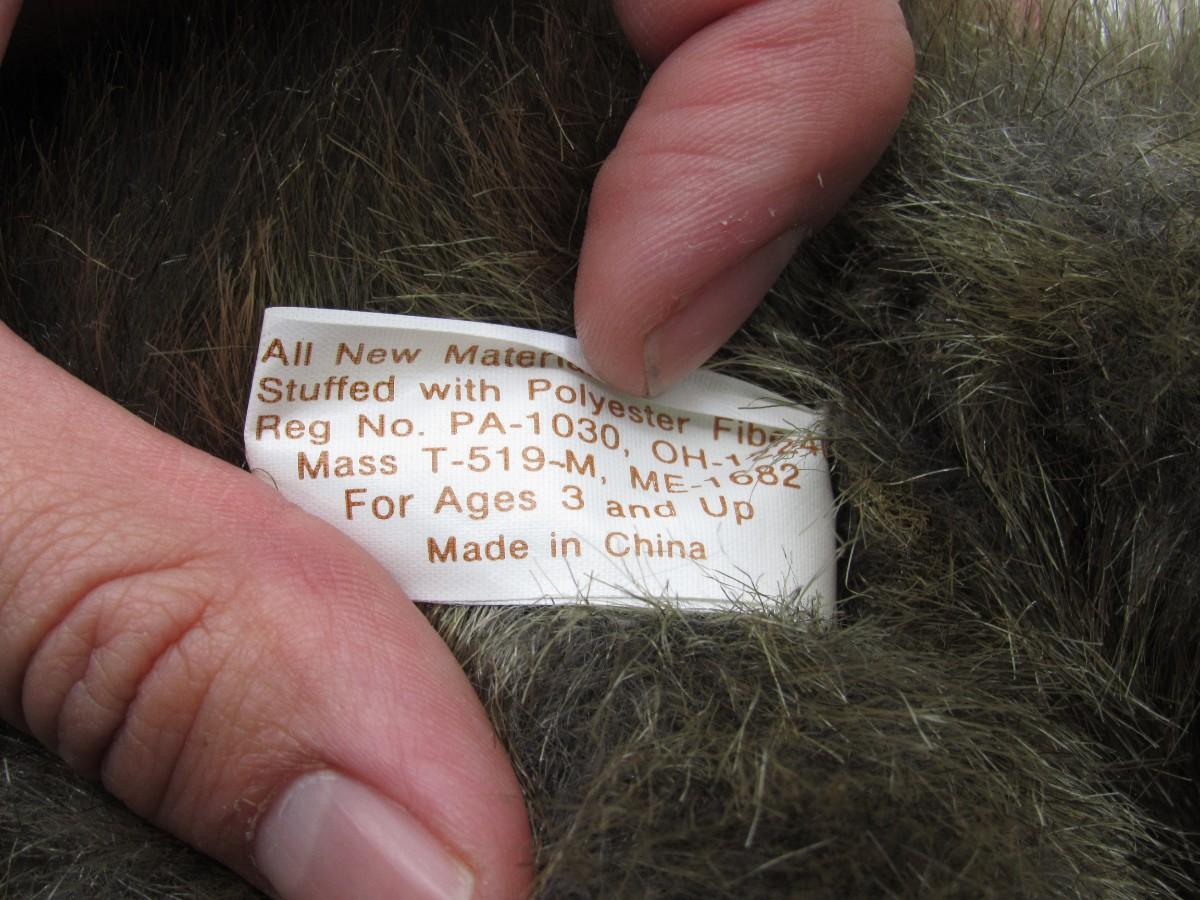 All New
Stuffed with Polyester
Reg No. PA-1030,
Mass T-519-M, ME-1682
For Ages 3 and Up
Made in China